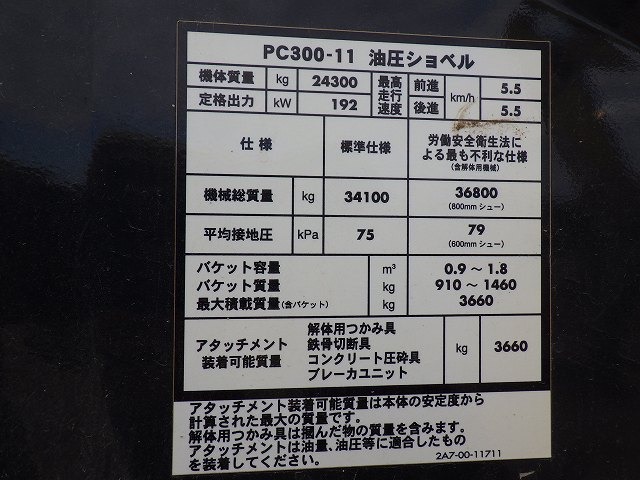 PC300-11 油圧ショベル
機体質量 kg 24300 最高走行速度 前進 km/h 5.5
定格出力 kW 192 後進 5.5
仕様 標準仕様 労働安全衛生法に
よる最も不利な仕様
(含解体用機械)
機械総質量 kg 34100 36800
(800mm シュー)
平均接地圧 kPa 75 79
(600mm シュー)
バケット容量 m³ 0.9 ～ 1.8
バケット質量 kg 910 ～ 1460
最大積載質量(含バケット) kg 3660
アタッチメント
装着可能質量
解体用つかみ具
鉄骨切断具
コンクリート圧砕具
ブレーカユニット
kg 3660
アタッチメント装着可能質量は本体の安定度から
計算された最大の質量です。
解体用つかみ具は掴んだ物の質量を含みます。
アタッチメントは油量、油圧等に適合したもの
を装着してください。
2A7-00-11711